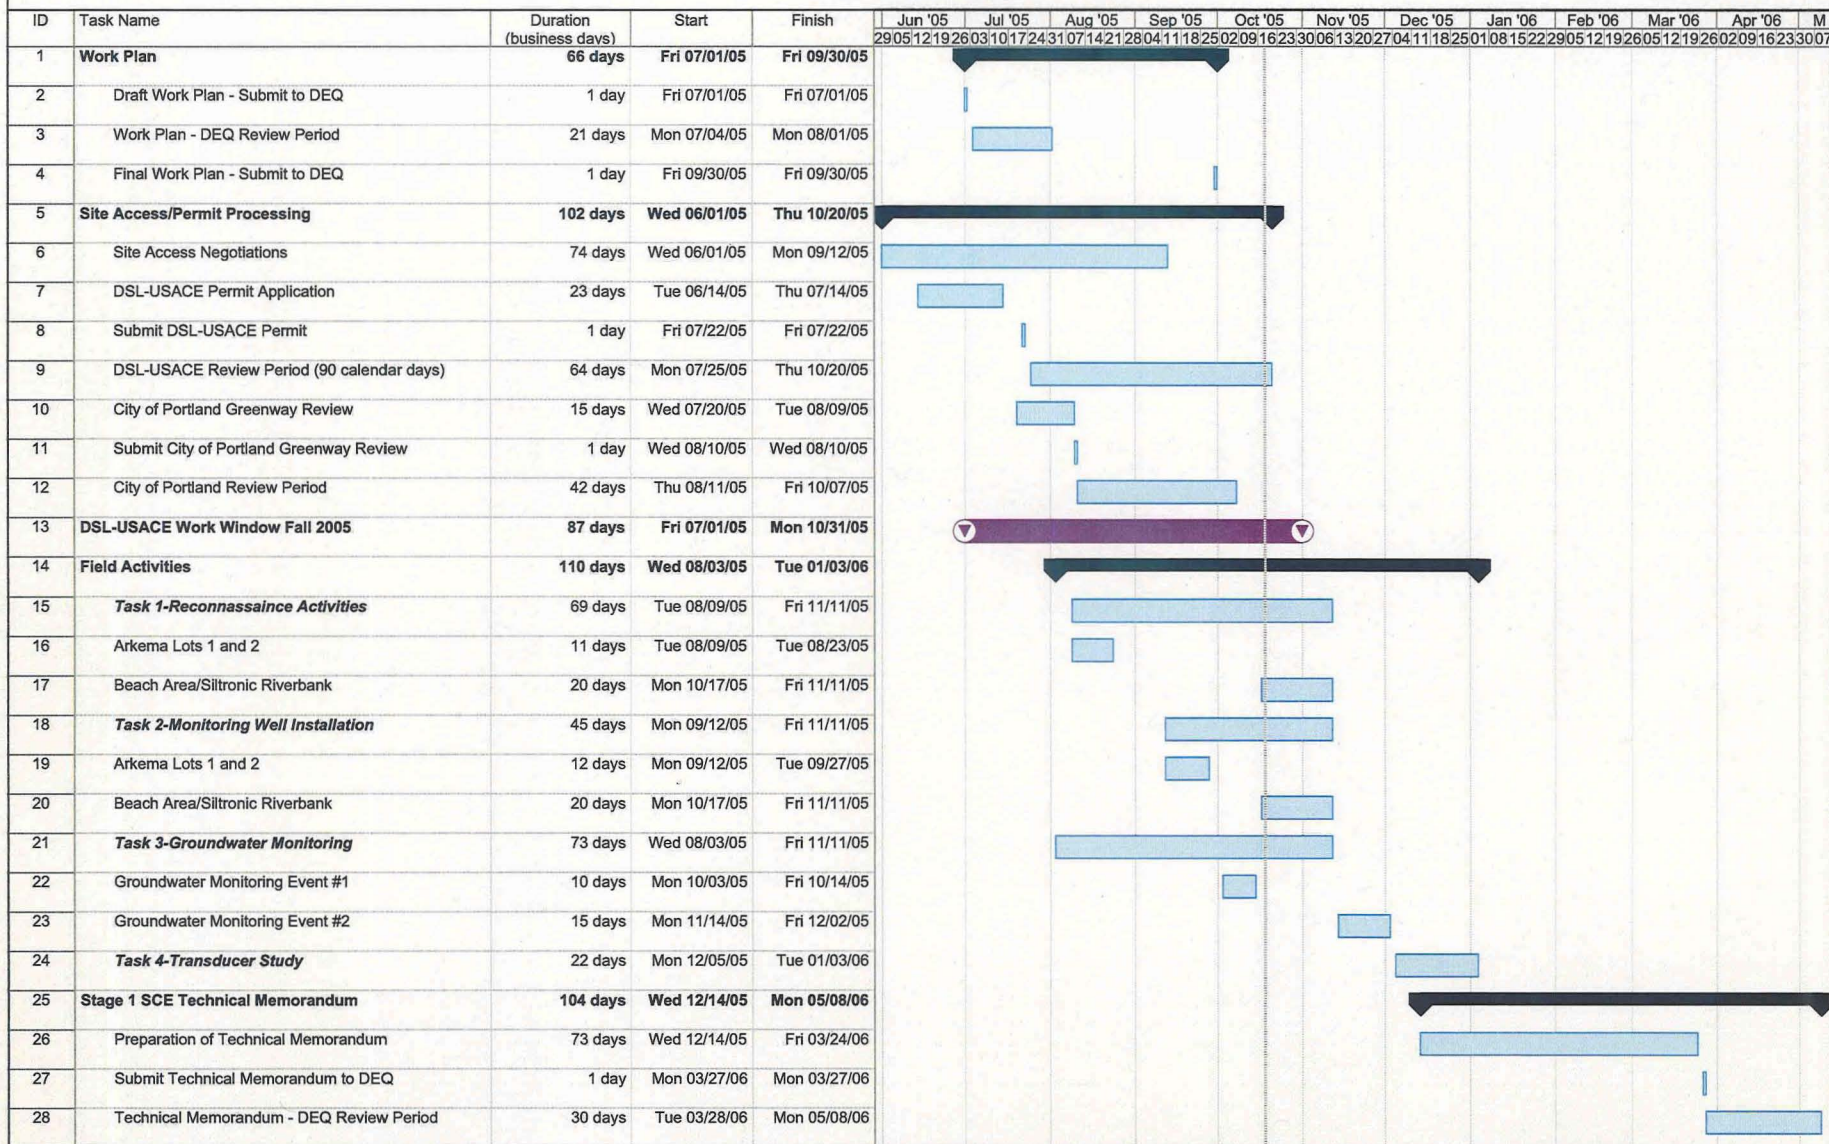 ID Task Name Duration Start Finish Jun '05 Jul '05 Aug '05 Sep '05 Oct '05 Nov '05 Dec '05 Jan '06 Feb '06 Mar '06 Apr '06 M
(business days) 29 05 12 19 26 03 10 17 24 31 07 14 21 28 04 11 18 25 02 09 16 23 30 06 13 20 27 04 11 18 25 01 08 15 22 29 05 12 19 26 05 12 19 26 02 09 16 23 30 07
1 Work Plan 66 days Fri 07/01/05 Fri 09/30/05
2 Draft Work Plan - Submit to DEQ 1 day Fri 07/01/05 Fri 07/01/05
3 Work Plan - DEQ Review Period 21 days Mon 07/04/05 Mon 08/01/05
4 Final Work Plan - Submit to DEQ 1 day Fri 09/30/05 Fri 09/30/05
5 Site Access/Permit Processing 102 days Wed 06/01/05 Thu 10/20/05
6 Site Access Negotiations 74 days Wed 06/01/05 Mon 09/12/05
7 DSL-USACE Permit Application 23 days Tue 06/14/05 Thu 07/14/05
8 Submit DSL-USACE Permit 1 day Fri 07/22/05 Fri 07/22/05
9 DSL-USACE Review Period (90 calendar days) 64 days Mon 07/25/05 Thu 10/20/05
10 City of Portland Greenway Review 15 days Wed 07/20/05 Tue 08/09/05
11 Submit City of Portland Greenway Review 1 day Wed 08/10/05 Wed 08/10/05
12 City of Portland Review Period 42 days Thu 08/11/05 Fri 10/07/05
13 DSL-USACE Work Window Fall 2005 87 days Fri 07/01/05 Mon 10/31/05
14 Field Activities 110 days Wed 08/03/05 Tue 01/03/06
15 Task 1-Reconnassaince Activities 69 days Tue 08/09/05 Fri 11/11/05
16 Arkema Lots 1 and 2 11 days Tue 08/09/05 Tue 08/23/05
17 Beach Area/Siltronic Riverbank 20 days Mon 10/17/05 Fri 11/11/05
18 Task 2-Monitoring Well Installation 45 days Mon 09/12/05 Fri 11/11/05
19 Arkema Lots 1 and 2 12 days Mon 09/12/05 Tue 09/27/05
20 Beach Area/Siltronic Riverbank 20 days Mon 10/17/05 Fri 11/11/05
21 Task 3-Groundwater Monitoring 73 days Wed 08/03/05 Fri 11/11/05
22 Groundwater Monitoring Event #1 10 days Mon 10/03/05 Fri 10/14/05
23 Groundwater Monitoring Event #2 15 days Mon 11/14/05 Fri 12/02/05
24 Task 4-Transducer Study 22 days Mon 12/05/05 Tue 01/03/06
25 Stage 1 SCE Technical Memorandum 104 days Wed 12/14/05 Mon 05/08/06
26 Preparation of Technical Memorandum 73 days Wed 12/14/05 Fri 03/24/06
27 Submit Technical Memorandum to DEQ 1 day Mon 03/27/06 Mon 03/27/06
28 Technical Memorandum - DEQ Review Period 30 days Tue 03/28/06 Mon 05/08/06